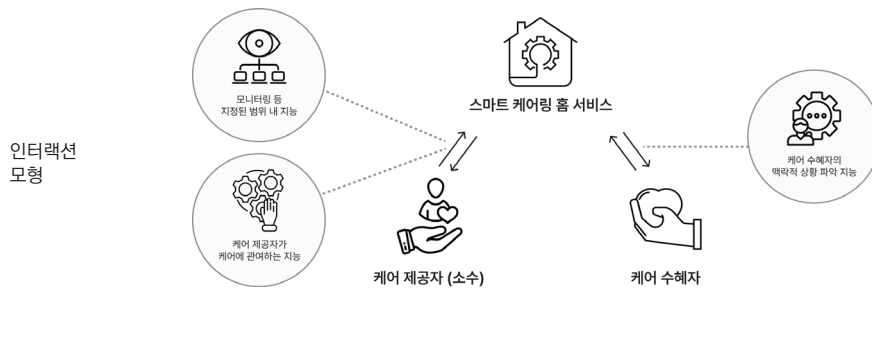 인터랙션
모형
모니터링 등
지정된 범위 내 지능
케어 제공자가
케어에 관여하는 지능
스마트 케어링 홈 서비스
케어 제공자 (소수)
케어 수혜자
케어 수혜자의
맥락적 상황 파악 지능